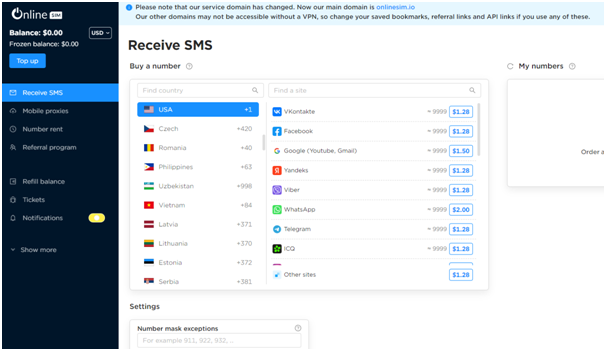 Online SIM
Balance: $0.00
USD
Frozen balance: $0.00
Top up
Receive SMS
Mobile proxies
Number rent
Referral program
Refill balance
Tickets
Notifications
Show more
Please note that our service domain has changed. Now our main domain is onlinesim.io
Our other domains may not be accessible without a VPN, so change your saved bookmarks, referral links and API links if you use any of these.
Receive SMS
Buy a number
Find country
USA +1
Czech +420
Romania +40
Philippines +63
Uzbekistan +998
Vietnam +84
Latvia +371
Lithuania +370
Estonia +372
Serbia +381
Find a site
VKontakte ≈ 9999 $1.28
Facebook ≈ 9999 $1.28
Google (Youtube, Gmail) ≈ 9999 $1.50
Yandeks ≈ 9999 $1.28
Viber ≈ 9999 $1.28
WhatsApp ≈ 9999 $2.00
Telegram ≈ 9999 $1.28
ICQ ≈ 9999 $1.28
Other sites $1.28
My numbers
Order a
Settings
Number mask exceptions
For example 911, 922, 932, ...